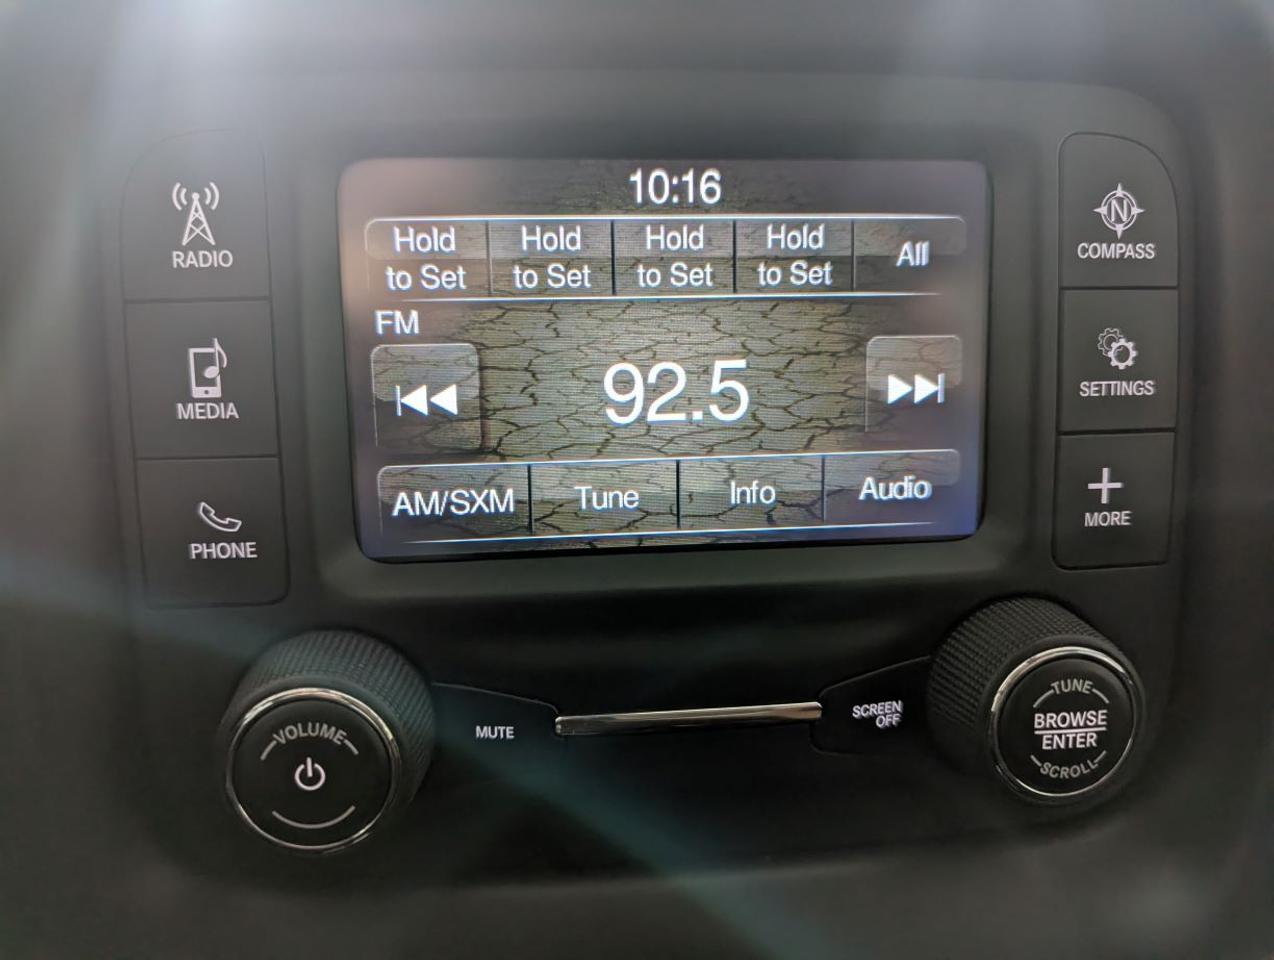 10:16
Hold
to Set
Hold
to Set
Hold
to Set
Hold
to Set
All
FM
92.5
AM/SXM
Tune
Info
Audio
RADIO
MEDIA
PHONE
N
COMPASS
SETTINGS
MORE
VOLUME
MUTE
SCREEN
OFF
TUNE
BROWSE
ENTER
SCROLL